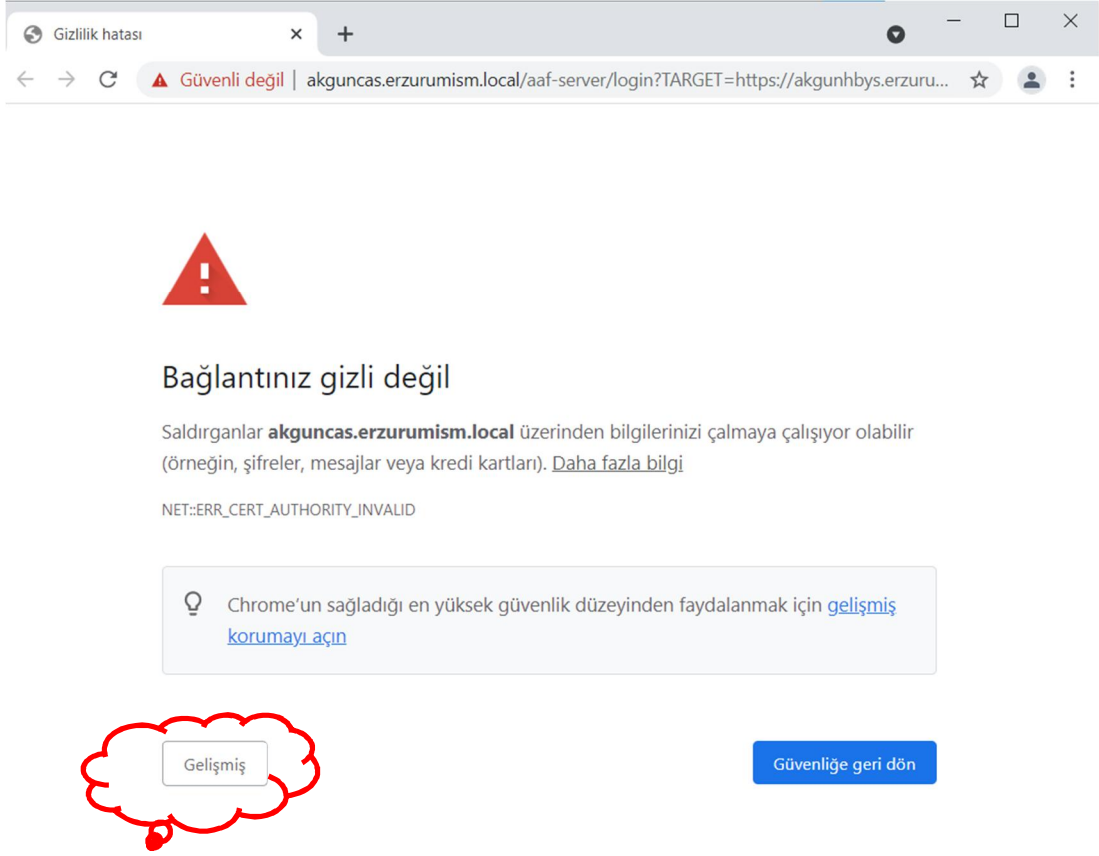 Gizlilik hatası
Güvenli değil | akguncas.erzurumism.local/aaf-server/login?TARGET=https://akgunhbys.erzuru...
Bağlantınız gizli değil
Saldırganlar akguncas.erzurumism.local üzerinden bilgilerinizi çalmaya çalışıyor olabilir
(örneğin, şifreler, mesajlar veya kredi kartları). Daha fazla bilgi
NET::ERR_CERT_AUTHORITY_INVALID
Chrome'un sağladığı en yüksek güvenlik düzeyinden faydalanmak için gelişmiş
korumayı açın
Gelişmiş
Güvenliğe geri dön